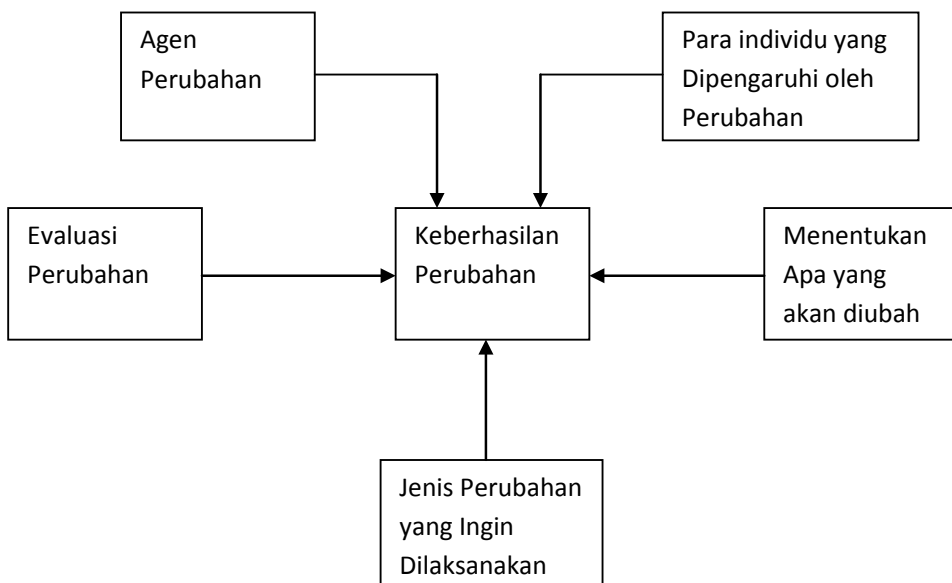 Agen
Perubahan
Para individu yang
Dipengaruhi oleh
Perubahan
Evaluasi
Perubahan
Keberhasilan
Perubahan
Menentukan
Apa yang
akan diubah
Jenis Perubahan
yang Ingin
Dilaksanakan